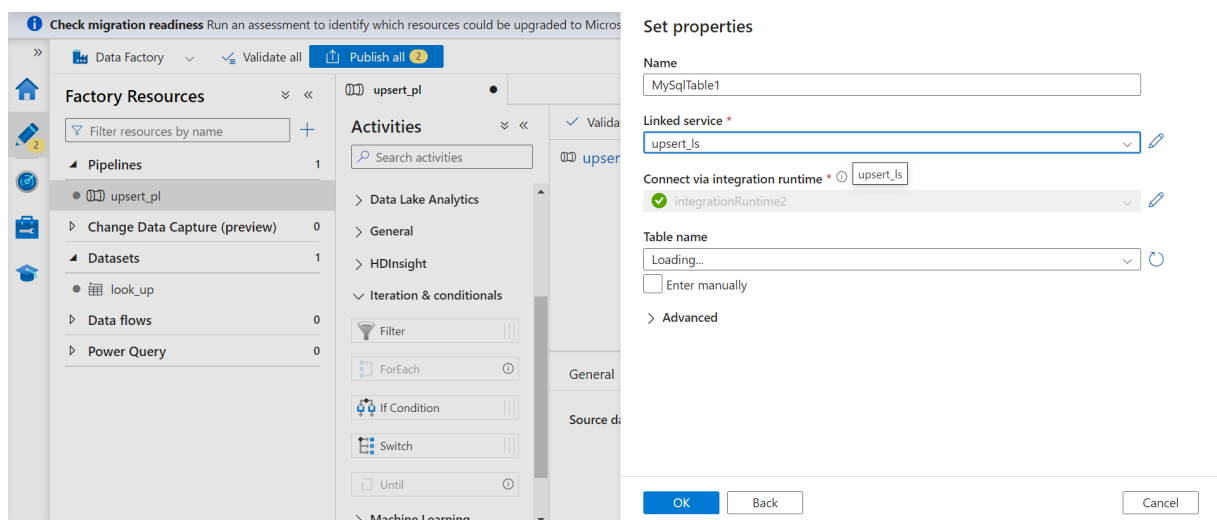 Check migration readiness Run an assessment to identify which resources could be upgraded to Micros
Data Factory
Validate all
Publish all 2
2
Factory Resources
Filter resources by name
Pipelines 1
upsert_pl
Change Data Capture (preview) 0
Datasets 1
look_up
Data flows 0
Power Query 0
upsert_pl
Activities
Search activities
Data Lake Analytics
General
HDInsight
Iteration & conditionals
Filter
ForEach
If Condition
Switch
Until
Machine Learning
Valida
upser
General
Source da
Set properties
Name
MySqlTable1
Linked service *
upsert_ls
Connect via integration runtime *
upsert_ls
integrationRuntime2
Table name
Loading...
Enter manually
Advanced
OK
Back
Cancel